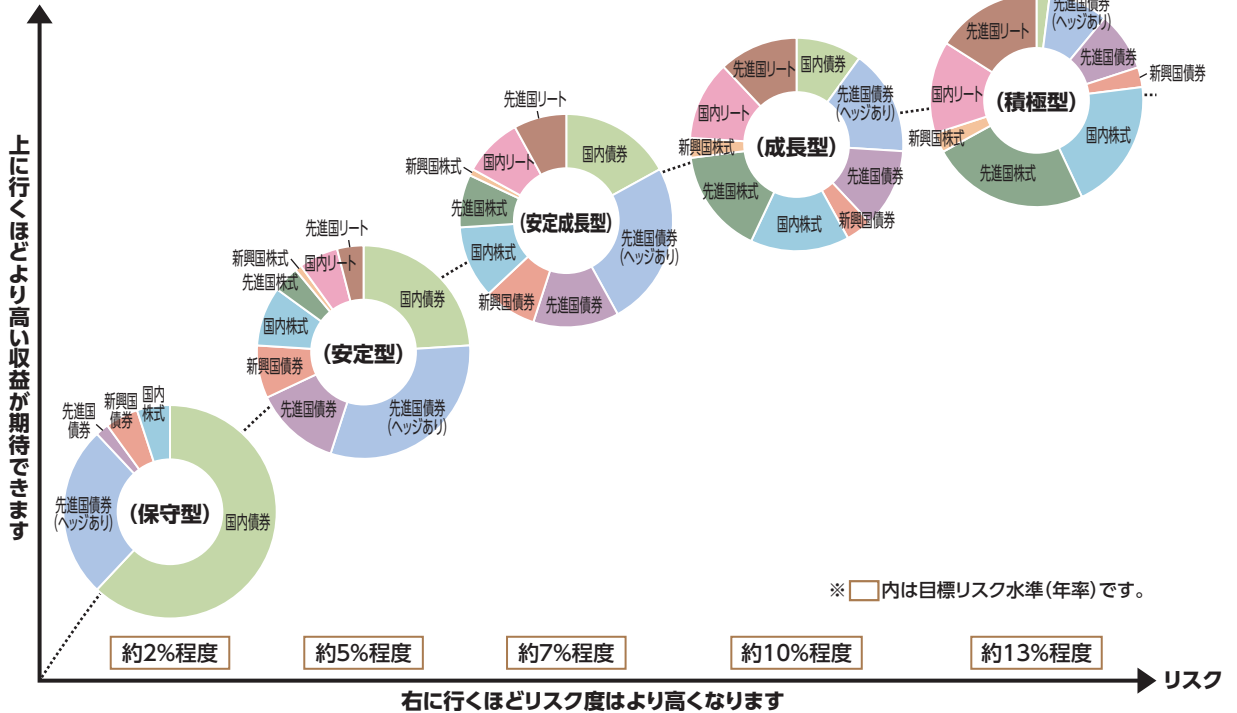 上に行くほどより高い収益が期待できます
先進国リート
先進国債券
(ヘッジあり)
先進国債券
新興国債券
国内株式
先進国株式
新興国株式
国内リート
(積極型)
先進国リート
国内債券
先進国債券
(ヘッジあり)
先進国債券
新興国債券
国内株式
先進国株式
新興国株式
国内リート
(成長型)
先進国リート
国内債券
先進国債券
(ヘッジあり)
先進国債券
新興国債券
国内株式
先進国株式
新興国株式
国内リート
(安定成長型)
先進国リート
国内債券
先進国債券
(ヘッジあり)
先進国債券
新興国債券
国内株式
先進国株式
新興国株式
国内リート
(安定型)
国内
株式
新興国
債券
先進国
債券
先進国債券
(ヘッジあり)
国内債券
(保守型)
※ 内は目標リスク水準(年率)です。
約2%程度
約5%程度
約7%程度
約10%程度
約13%程度
リスク
右に行くほどリスク度はより高くなります